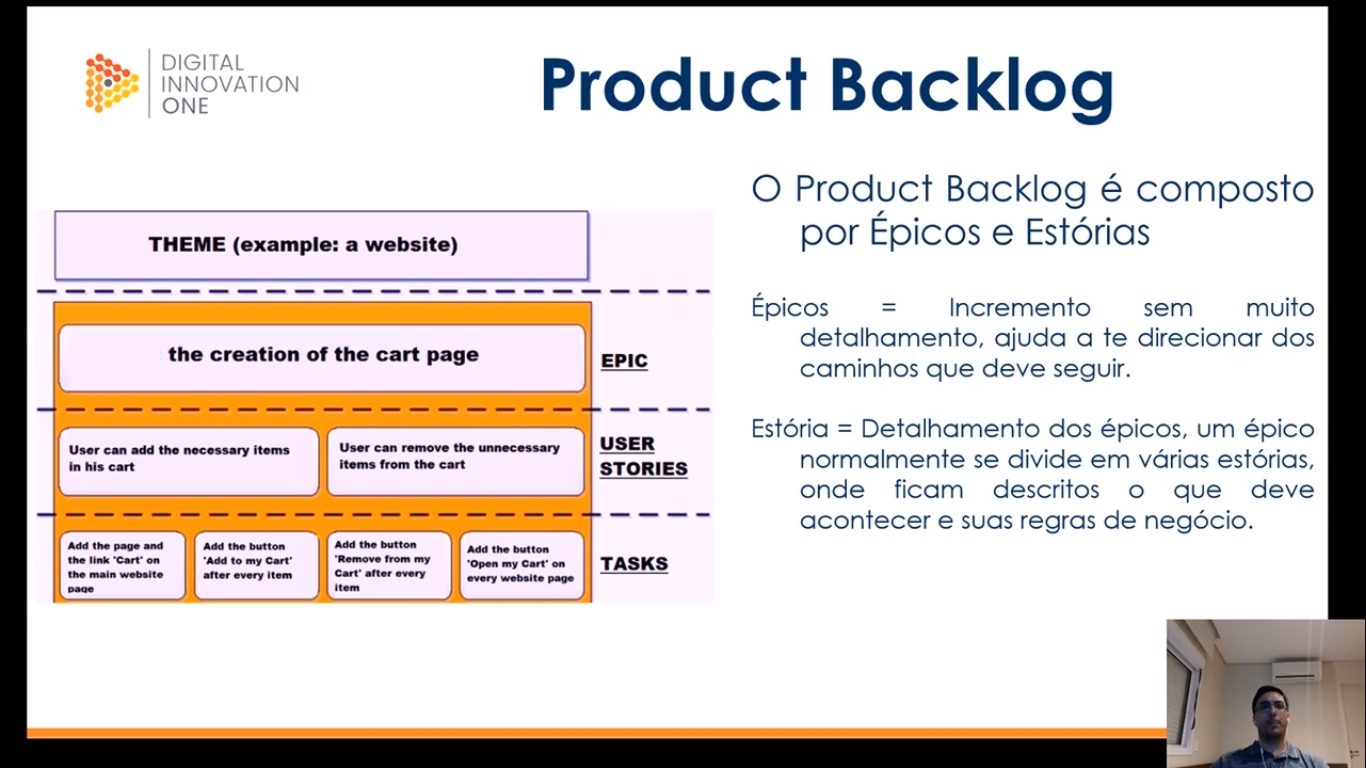 DIGITAL
INNOVATION
ONE
Product Backlog
THEME (example: a website)
the creation of the cart page
EPIC
User can add the necessary items
in his cart
User can remove the unnecessary
items from the cart
USER
STORIES
Add the page and
the link 'Cart' on
the main website
page
Add the button
'Add to my Cart'
after every item
Add the button
'Remove from my
Cart' after every
item
Add the button
'Open my Cart' on
every website page
TASKS
O Product Backlog é composto
por Épicos e Estórias
Épicos = Incremento sem muito
detalhamento, ajuda a te direcionar dos
caminhos que deve seguir.
Estória = Detalhamento dos épicos, um épico
normalmente se divide em várias estórias,
onde ficam descritos o que deve
acontecer e suas regras de negócio.